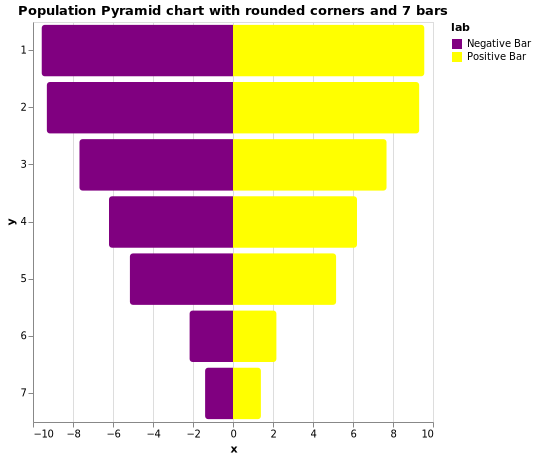 Population Pyramid chart with rounded corners and 7 bars
lab
Negative Bar
Positive Bar
y
1
2
3
4
5
6
7
−10 −8 −6 −4 −2 0 2 4 6 8 10
x